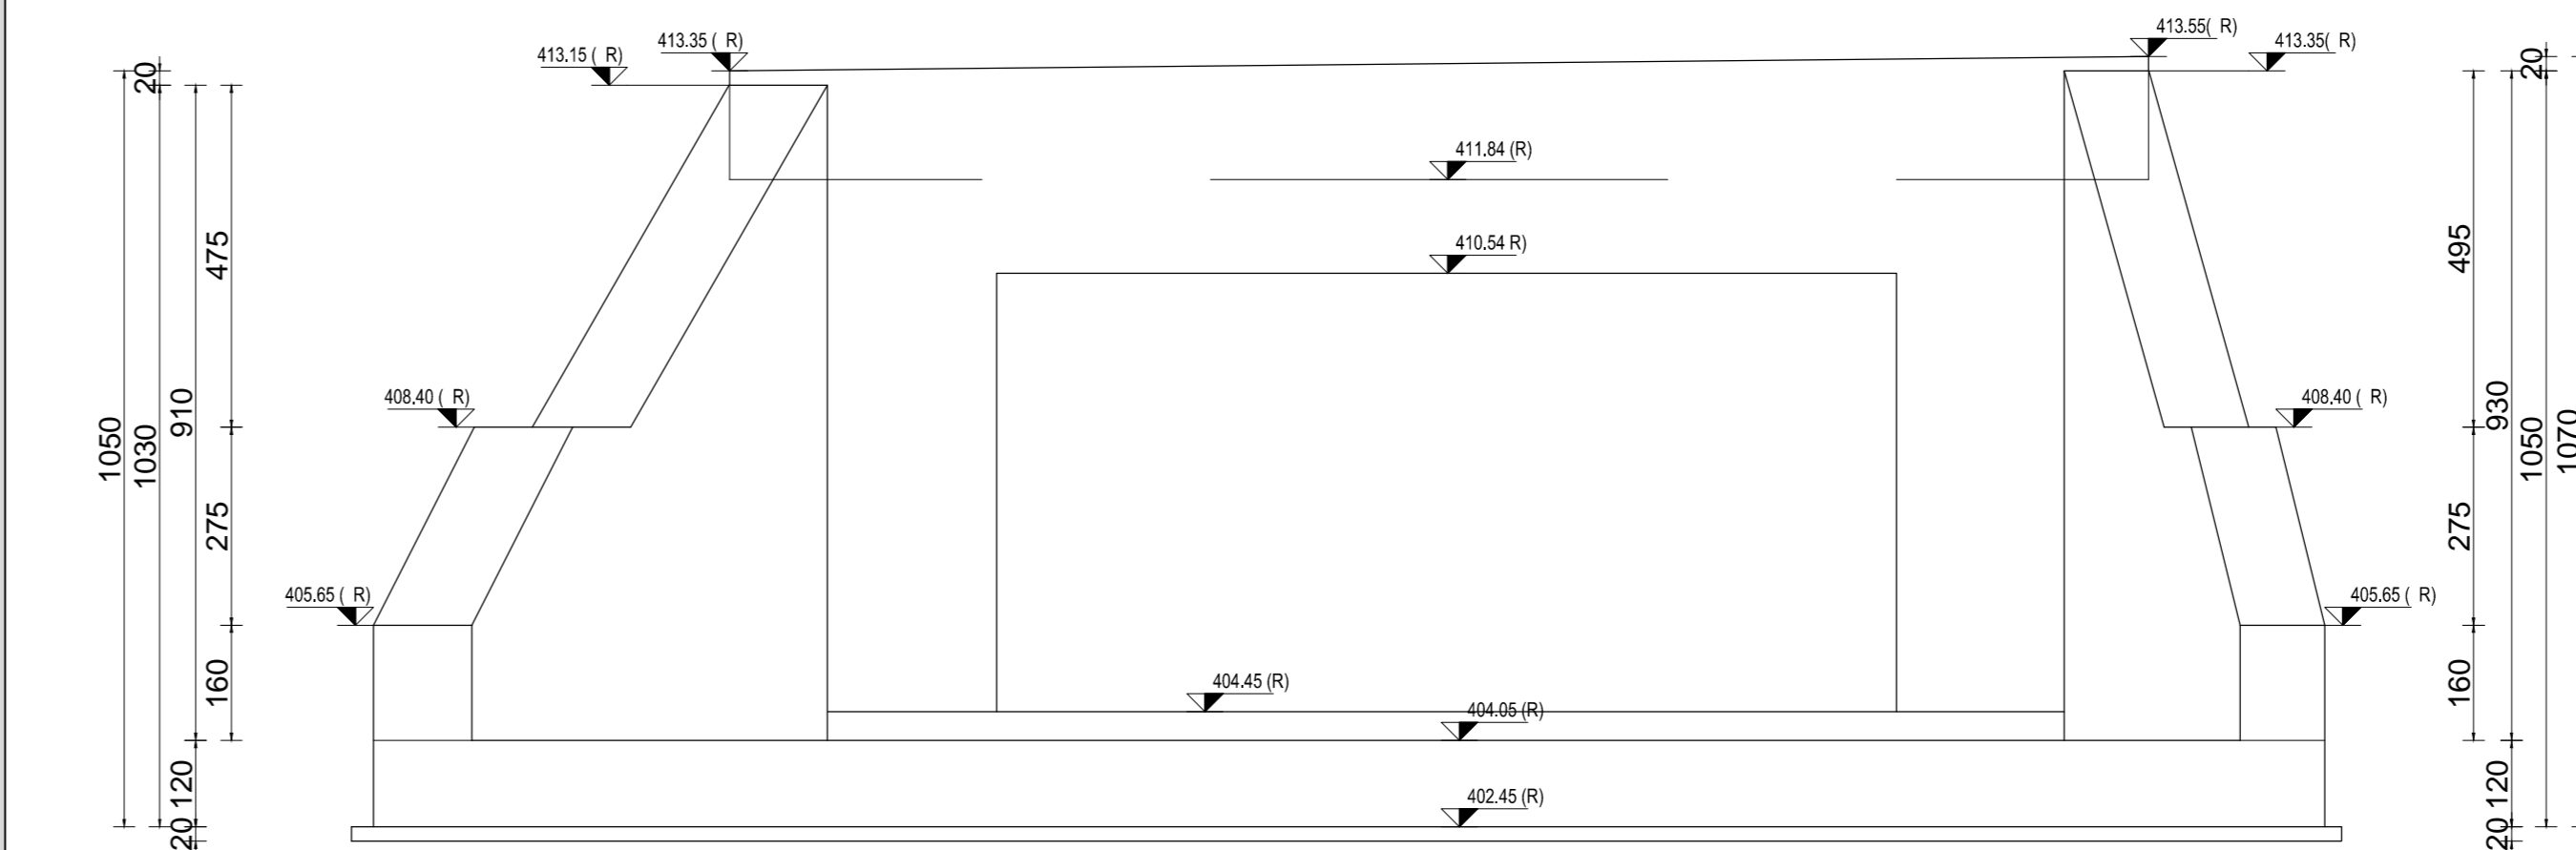 413.55( R)
413.35 ( R)
413.35( R)
413.15 ( R)
20
20
411.84 (R)
410.54 R)
475
495
408.40 ( R)
408.40 ( R)
910
930
1050
1030
1050
1070
275
275
405.65 ( R)
405.65 ( R)
160
160
404.45 (R)
404.05 (R)
120
120
402.45 (R)
20
20